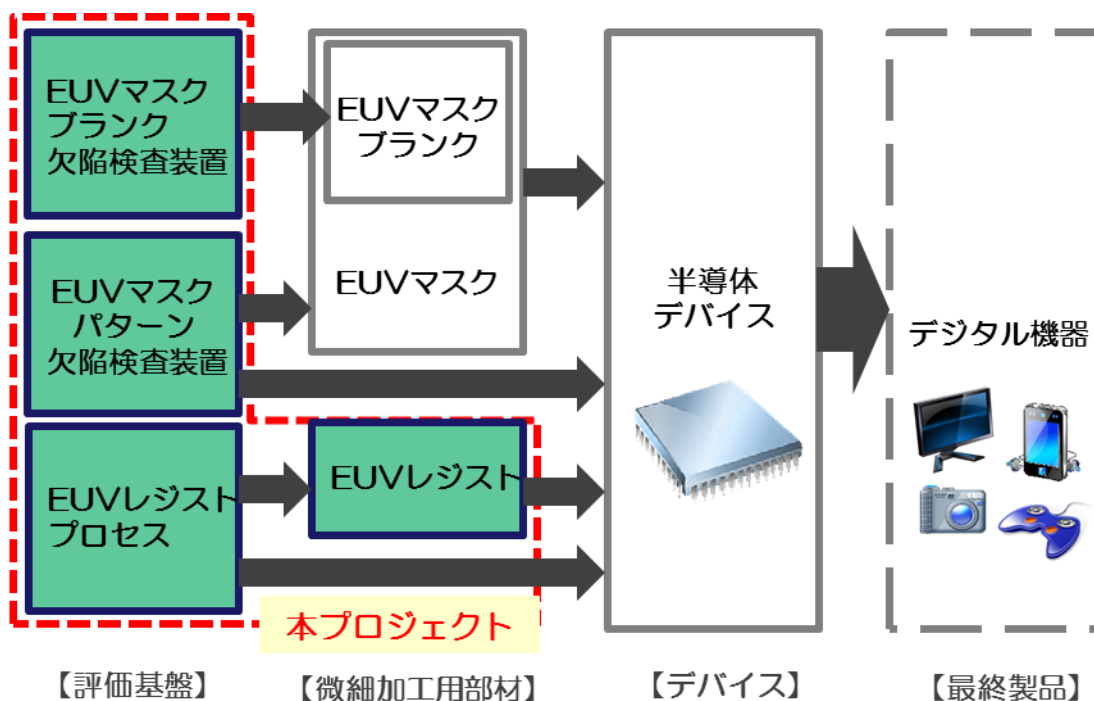 EUVマスク
ブランク
欠陥検査装置
EUVマスク
ブランク
EUVマスク
パターン
欠陥検査装置
EUVマスク
半導体
デバイス
デジタル機器
EUVレジスト
プロセス
EUVレジスト
本プロジェクト
【評価基盤】
【微細加工用部材】
【デバイス】
【最終製品】